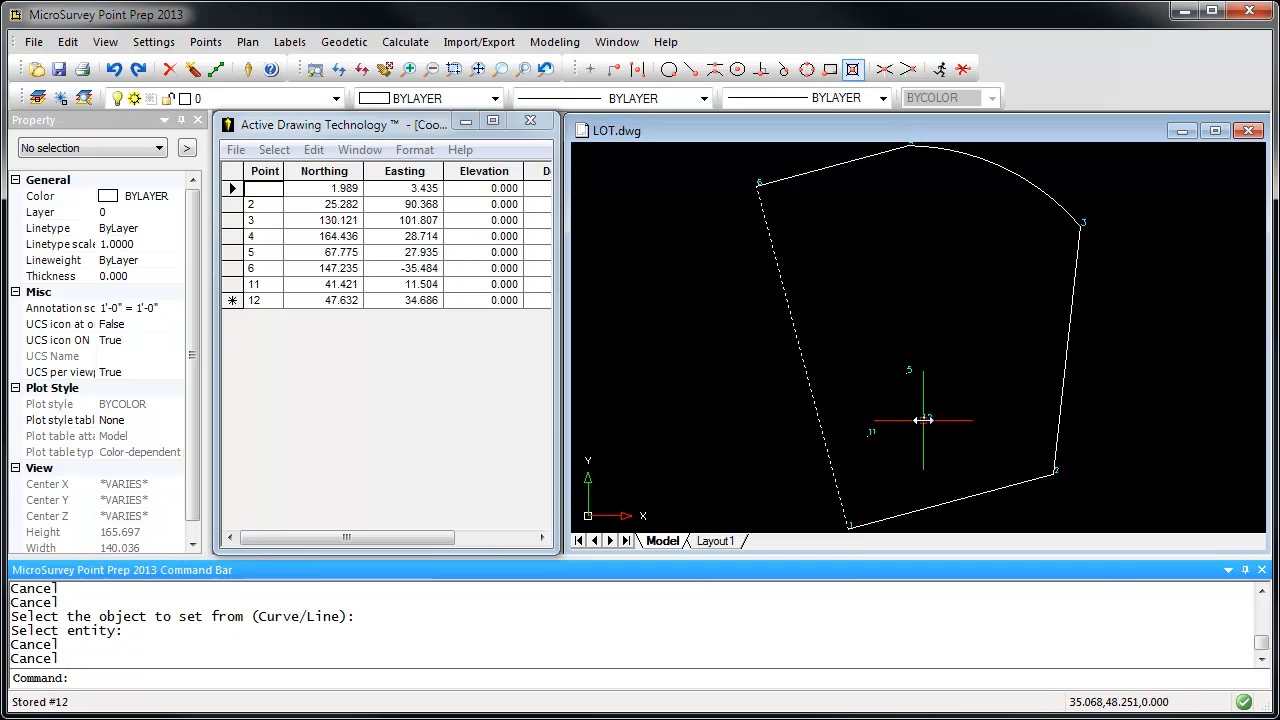 MicroSurvey Point Prep 2013
File Edit View Settings Points Plan Labels Geodetic Calculate Import/Export Modeling Window Help
0 BYLAYER BYLAYER BYLAYER BYCOLOR
Property
No selection >
General
Color BYLAYER
Layer 0
Linetype ByLayer
Linetype scale 1.0000
Lineweight ByLayer
Thickness 0.000
Misc
Annotation sc 1'-0" = 1'-0"
UCS icon at o False
UCS icon ON True
UCS Name
UCS per viewp True
Plot Style
Plot style BYCOLOR
Plot style tabl None
Plot table atta Model
Plot table typ Color-dependent
View
Center X *VARIES*
Center Y *VARIES*
Center Z *VARIES*
Height 165.697
Width 140.036
Active Drawing Technology ™ - [Coo...
File Select Edit Window Format Help
Point Northing Easting Elevation D
1.989 3.435 0.000
2 25.282 90.368 0.000
3 130.121 101.807 0.000
4 164.436 28.714 0.000
5 67.775 27.935 0.000
6 147.235 -35.484 0.000
11 41.421 11.504 0.000
12 47.632 34.686 0.000
LOT.dwg
6
3
5
11
2
1
Y
X
Model Layout1
MicroSurvey Point Prep 2013 Command Bar
Cancel
Cancel
Select the object to set from (Curve/Line):
Select entity:
Cancel
Cancel
Command:
Stored #12
35.068,48.251,0.000